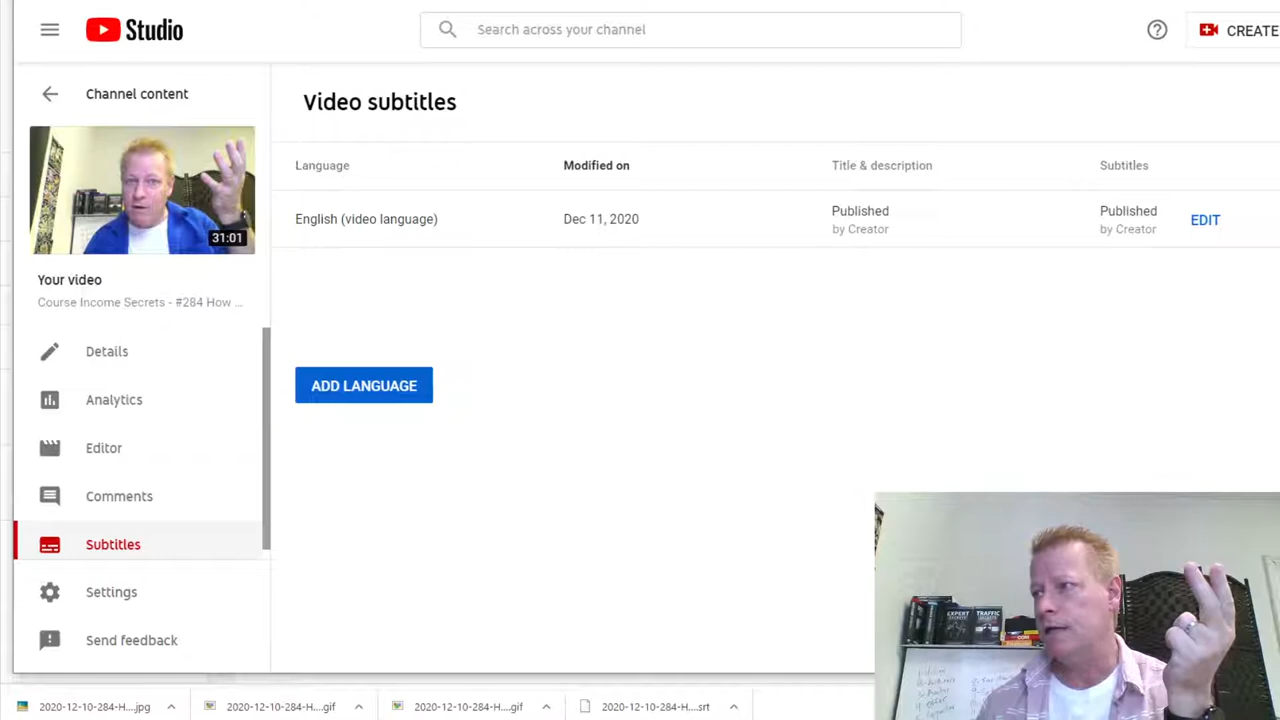 Studio
Search across your channel
CREATE
Channel content
31:01
Your video
Course Income Secrets - #284 How ...
Details
Analytics
Editor
Comments
Subtitles
Settings
Send feedback
Video subtitles
Language Modified on Title & description Subtitles
English (video language) Dec 11, 2020 Published Published EDIT
by Creator by Creator
ADD LANGUAGE
EXPERT TRAFFIC
2020-12-10-284-H....jpg 2020-12-10-284-H....gif 2020-12-10-284-H....gif 2020-12-10-284-H....srt